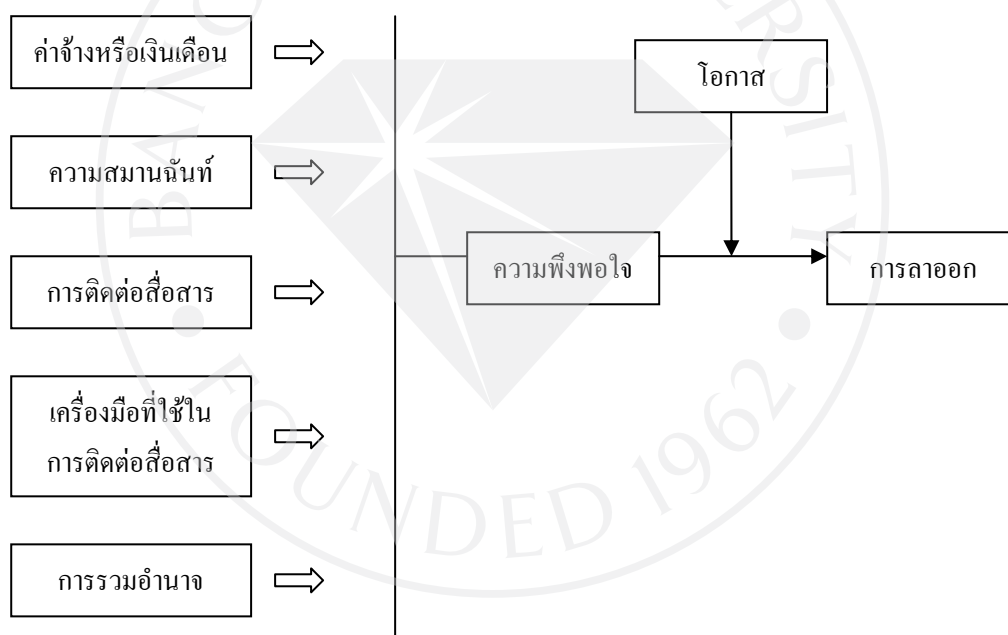 ค่าจ้างหรือเงินเดือน
ความสมานฉันท์
การติดต่อสื่อสาร
เครื่องมือที่ใช้ใน
การติดต่อสื่อสาร
การรวมอำนาจ
โอกาส
ความพึงพอใจ
การลาออก
FOUNDED 1962